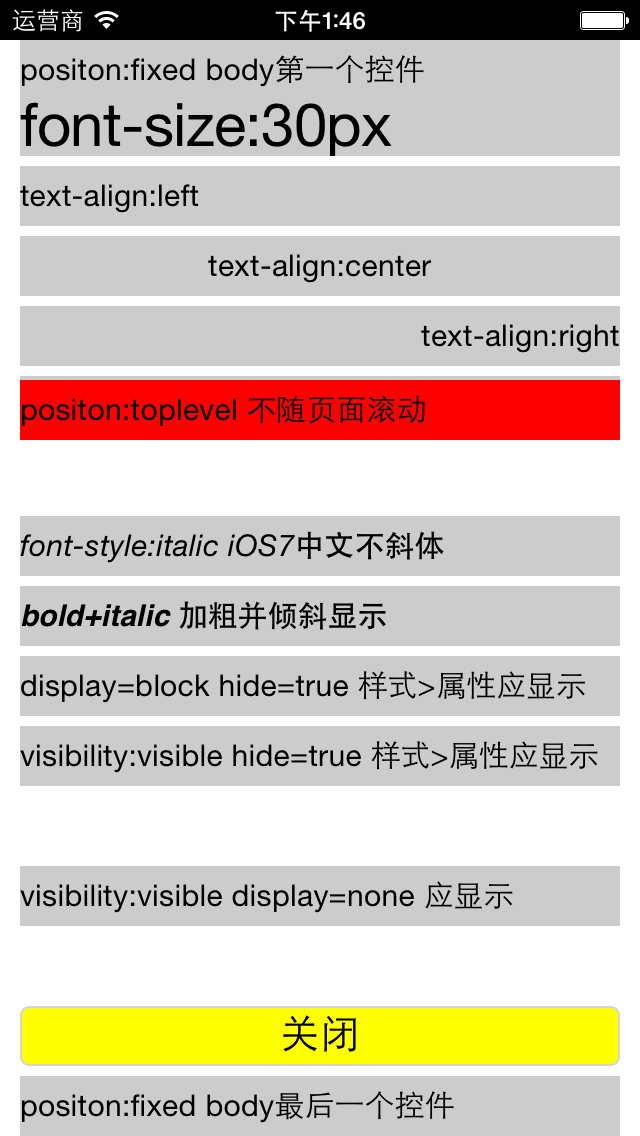 运营商 下午1:46
positon:fixed body第一个控件
font-size:30px
text-align:left
text-align:center
text-align:right
positon:toplevel 不随页面滚动
font-style:italic iOS7中文不斜体
bold+italic 加粗并倾斜显示
display=block hide=true 样式>属性应显示
visibility:visible hide=true 样式>属性应显示
visibility:visible display=none 应显示
关闭
positon:fixed body最后一个控件